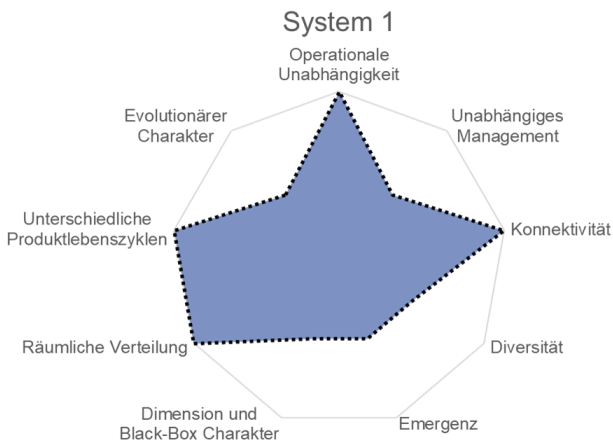 System 1
Operationale
Unabhängigkeit
Unabhängiges
Management
Konnektivität
Diversität
Emergenz
Dimension und
Black-Box Charakter
Räumliche Verteilung
Unterschiedliche
Produktlebenszyklen
Evolutionärer
Charakter